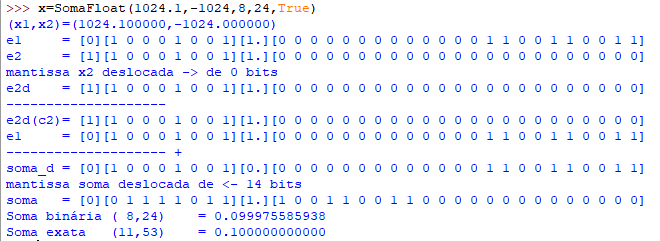 >>> x=SomaFloat(1024.1,-1024,8,24,True)
(x1,x2)=(1024.100000,-1024.000000)
e1     = [0][1 0 0 0 1 0 0 1][1.][0 0 0 0 0 0 0 0 0 0 0 0 0 1 1 0 0 1 1 0 0 1 1]
e2     = [1][1 0 0 0 1 0 0 1][1.][0 0 0 0 0 0 0 0 0 0 0 0 0 0 0 0 0 0 0 0 0 0 0]
mantissa x2 deslocada -> de 0 bits
e2d    = [1][1 0 0 0 1 0 0 1][1.][0 0 0 0 0 0 0 0 0 0 0 0 0 0 0 0 0 0 0 0 0 0 0]
--------------------
e2d(c2)= [1][1 0 0 0 1 0 0 1][1.][0 0 0 0 0 0 0 0 0 0 0 0 0 0 0 0 0 0 0 0 0 0 0]
e1     = [0][1 0 0 0 1 0 0 1][1.][0 0 0 0 0 0 0 0 0 0 0 0 0 1 1 0 0 1 1 0 0 1 1]
-------------------- +
soma_d = [0][1 0 0 0 1 0 0 1][0.][0 0 0 0 0 0 0 0 0 0 0 0 0 1 1 0 0 1 1 0 0 1 1]
mantissa soma deslocada de <- 14 bits
soma   = [0][0 1 1 1 1 0 1 1][1.][1 0 0 1 1 0 0 1 1 0 0 0 0 0 0 0 0 0 0 0 0 0 0]
Soma binária ( 8,24)    = 0.099975585938
Soma exata   (11,53)    = 0.100000000000